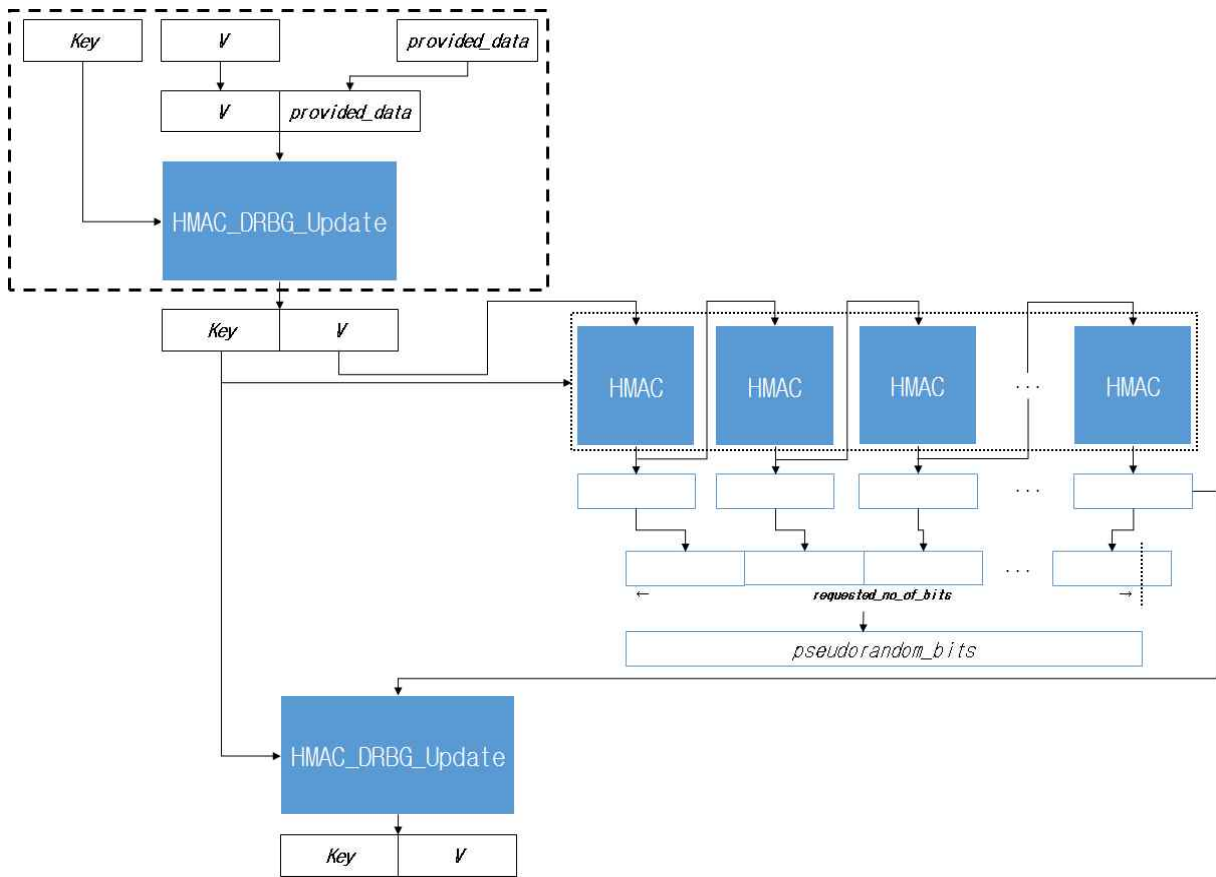 Key V provided_data
V provided_data
HMAC_DRBG_Update
Key V
HMAC HMAC HMAC ... HMAC
...
...
← requested_no_of_bits →
pseudorandom_bits
HMAC_DRBG_Update
Key V